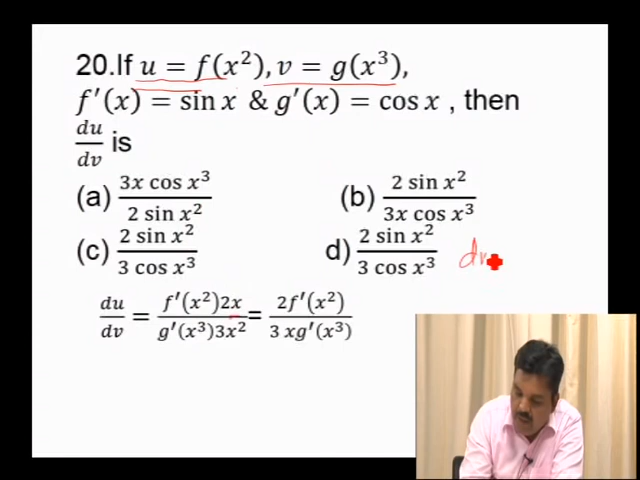 20.If u = f(x²), v = g(x³),
f′(x) = sin x & g′(x) = cos x , then
du/dv is
(a) 3x cos x³ / 2 sin x² (b) 2 sin x² / 3x cos x³
(c) 2 sin x² / 3 cos x³ d) 2 sin x² / 3 cos x³
du/dv = f′(x²)2x / g′(x³)3x² = 2f′(x²) / 3 xg′(x³)